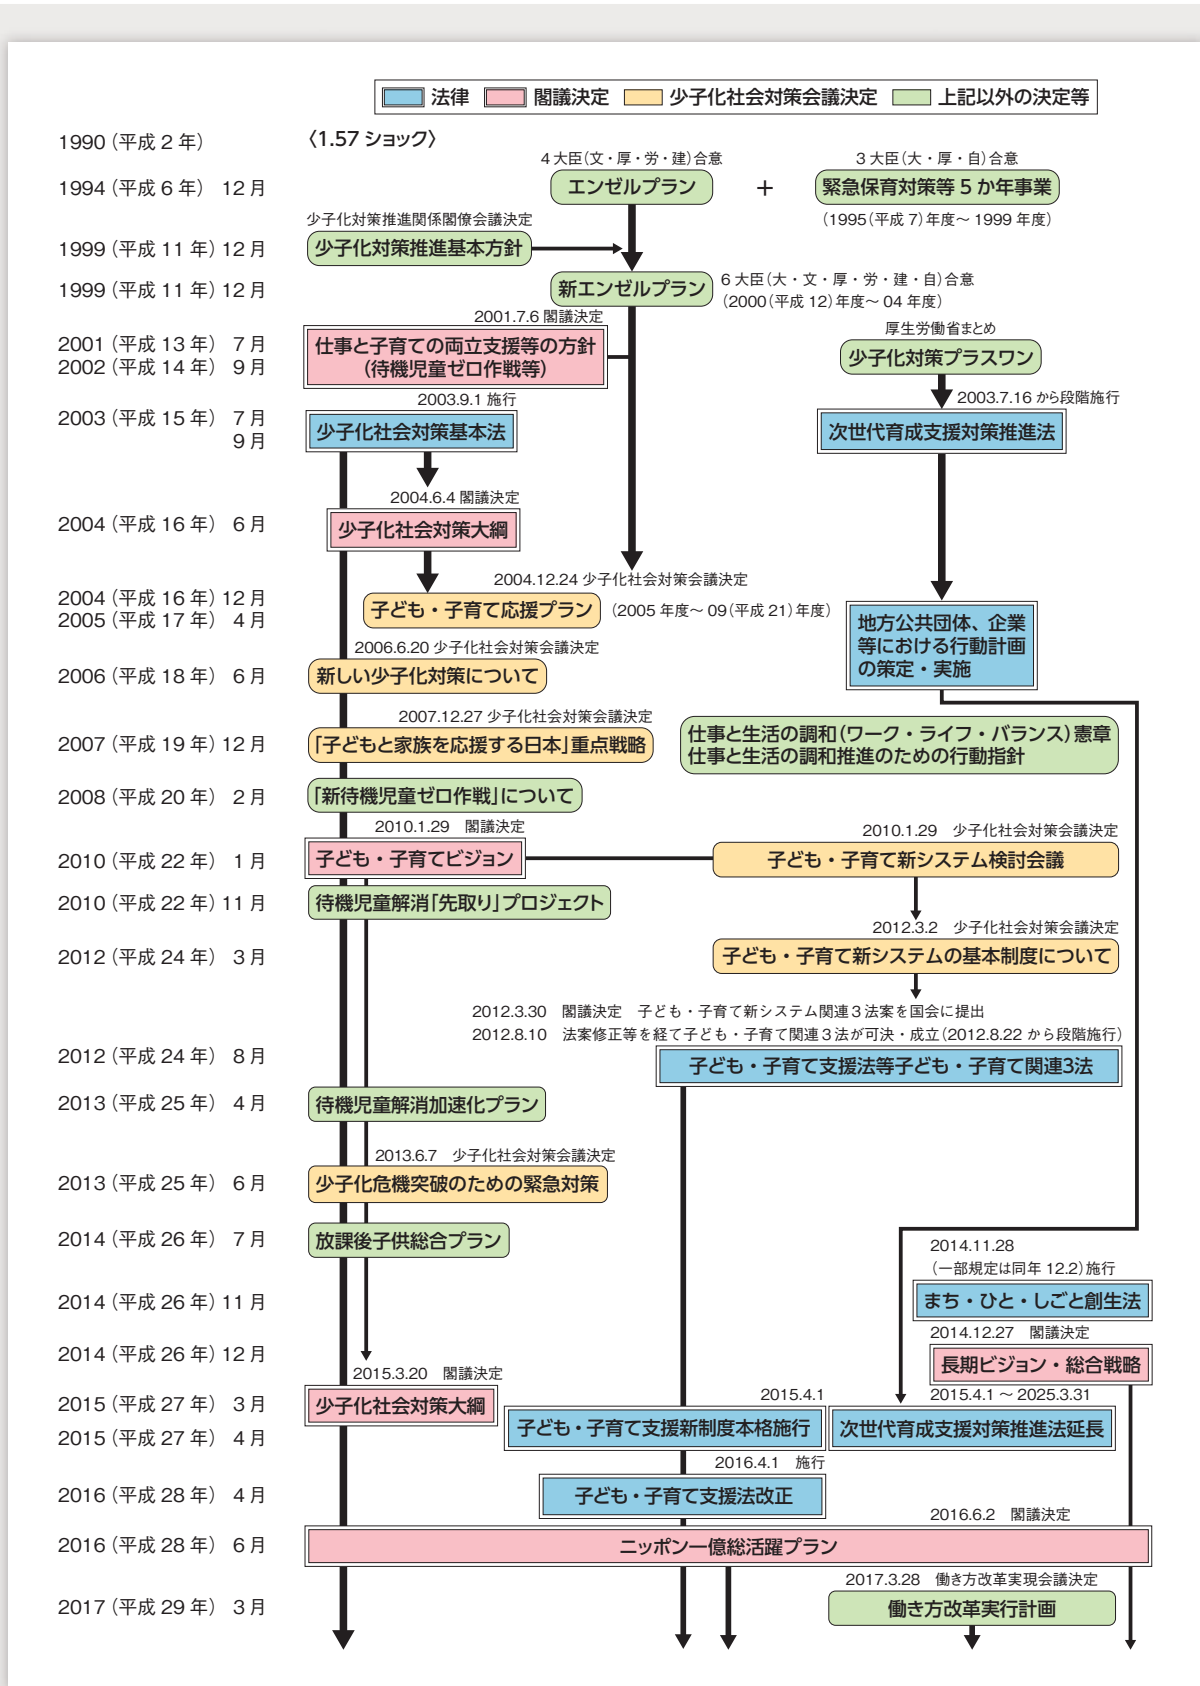 法律 閣議決定 少子化社会対策会議決定 上記以外の決定等
1990（平成 2 年） 〈1.57 ショック〉
4 大臣（文・厚・労・建）合意 3 大臣（大・厚・自）合意
1994（平成 6 年） 12 月 エンゼルプラン ＋ 緊急保育対策等 5 か年事業
（1995（平成 7）年度～ 1999 年度）
少子化対策推進関係閣僚会議決定
1999（平成 11 年）12 月 少子化対策推進基本方針
1999（平成 11 年）12 月 新エンゼルプラン
6 大臣（大・文・厚・労・建・自）合意
（2000（平成 12）年度～ 04 年度）
2001.7.6 閣議決定
厚生労働省まとめ
2001（平成 13 年） 7 月 仕事と子育ての両立支援等の方針
2002（平成 14 年） 9 月 （待機児童ゼロ作戦等）
少子化対策プラスワン
2003.9.1 施行 2003.7.16 から段階施行
2003（平成 15 年） 7 月
9 月
少子化社会対策基本法 次世代育成支援対策推進法
2004.6.4 閣議決定
2004（平成 16 年） 6 月 少子化社会対策大綱
2004.12.24 少子化社会対策会議決定
2004（平成 16 年）12 月
2005（平成 17 年） 4 月
子ども・子育て応援プラン （2005 年度～ 09（平成 21）年度）
地方公共団体、企業
等における行動計画
の策定・実施
2006.6.20 少子化社会対策会議決定
2006（平成 18 年） 6 月 新しい少子化対策について
2007.12.27 少子化社会対策会議決定
2007（平成 19 年）12 月 「子どもと家族を応援する日本」重点戦略
仕事と生活の調和（ワーク・ライフ・バランス）憲章
仕事と生活の調和推進のための行動指針
2008（平成 20 年） 2 月 「新待機児童ゼロ作戦」について
2010.1.29 閣議決定 2010.1.29 少子化社会対策会議決定
2010（平成 22 年） 1 月 子ども・子育てビジョン 子ども・子育て新システム検討会議
2010（平成 22 年）11 月 待機児童解消「先取り」プロジェクト
2012.3.2 少子化社会対策会議決定
2012（平成 24 年） 3 月 子ども・子育て新システムの基本制度について
2012.3.30 閣議決定 子ども・子育て新システム関連３法案を国会に提出
2012.8.10 法案修正等を経て子ども・子育て関連３法が可決・成立（2012.8.22 から段階施行）
2012（平成 24 年） 8 月 子ども・子育て支援法等子ども・子育て関連3法
2013（平成 25 年） 4 月 待機児童解消加速化プラン
2013.6.7 少子化社会対策会議決定
2013（平成 25 年） 6 月 少子化危機突破のための緊急対策
2014（平成 26 年） 7 月 放課後子供総合プラン
2014.11.28
（一部規定は同年 12.2）施行
2014（平成 26 年）11 月 まち・ひと・しごと創生法
2014.12.27 閣議決定
2014（平成 26 年）12 月 長期ビジョン・総合戦略
2015.3.20 閣議決定
2015（平成 27 年） 3 月 少子化社会対策大綱
2015.4.1 2015.4.1 ～ 2025.3.31
2015（平成 27 年） 4 月 子ども・子育て支援新制度本格施行 次世代育成支援対策推進法延長
2016.4.1 施行
2016（平成 28 年） 4 月 子ども・子育て支援法改正
2016.6.2 閣議決定
2016（平成 28 年） 6 月 ニッポン一億総活躍プラン
2017.3.28 働き方改革実現会議決定
2017（平成 29 年） 3 月 働き方改革実行計画